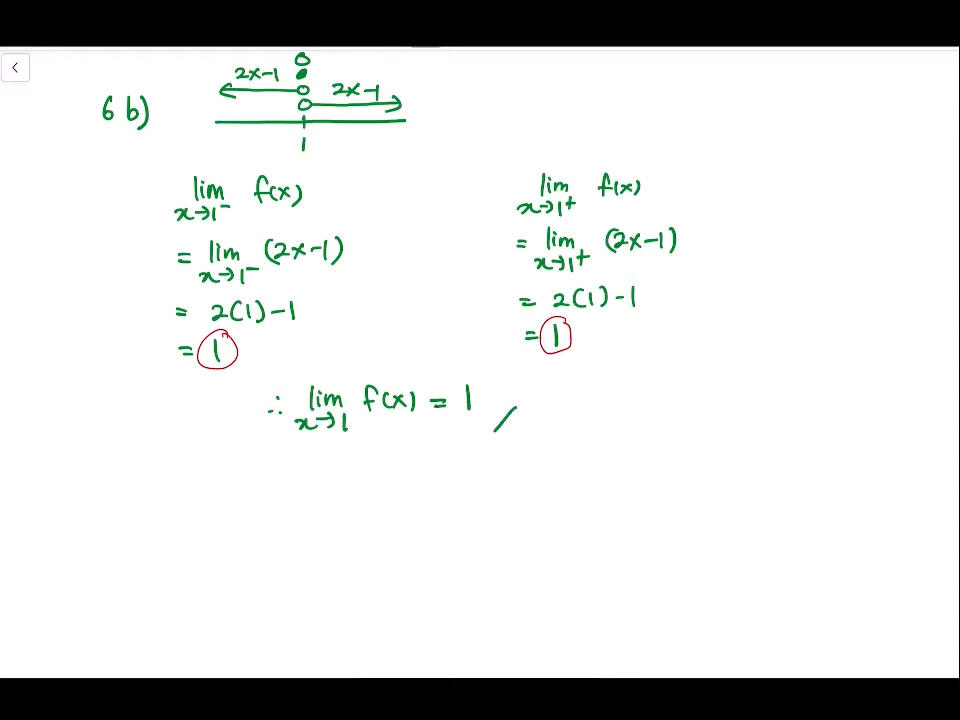 6 b)
2x-1 2x-1
1
lim x→1⁻ f(x)
= lim x→1⁻ (2x-1)
= 2(1)-1
= 1
lim x→1⁺ f(x)
= lim x→1⁺ (2x-1)
= 2(1)-1
= 1
∴ lim x→1 f(x) = 1